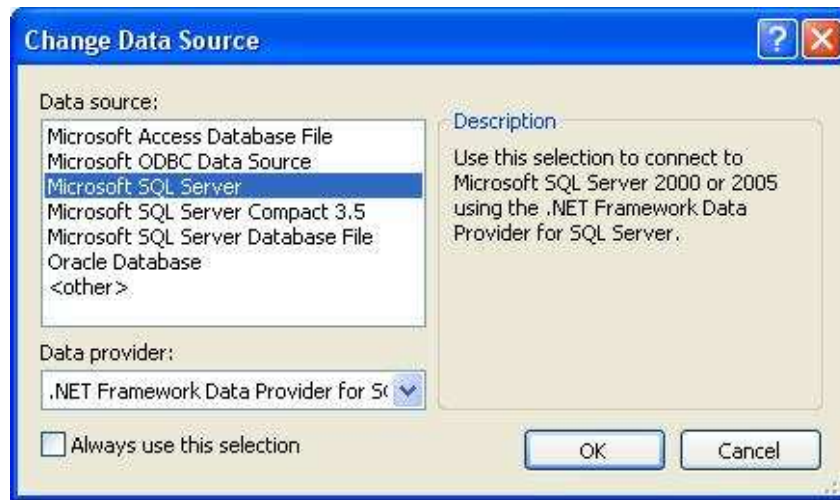 Change Data Source
Data source:
Microsoft Access Database File
Microsoft ODBC Data Source
Microsoft SQL Server
Microsoft SQL Server Compact 3.5
Microsoft SQL Server Database File
Oracle Database
<other>
Description
Use this selection to connect to
Microsoft SQL Server 2000 or 2005
using the .NET Framework Data
Provider for SQL Server.
Data provider:
.NET Framework Data Provider for
Always use this selection
OK
Cancel